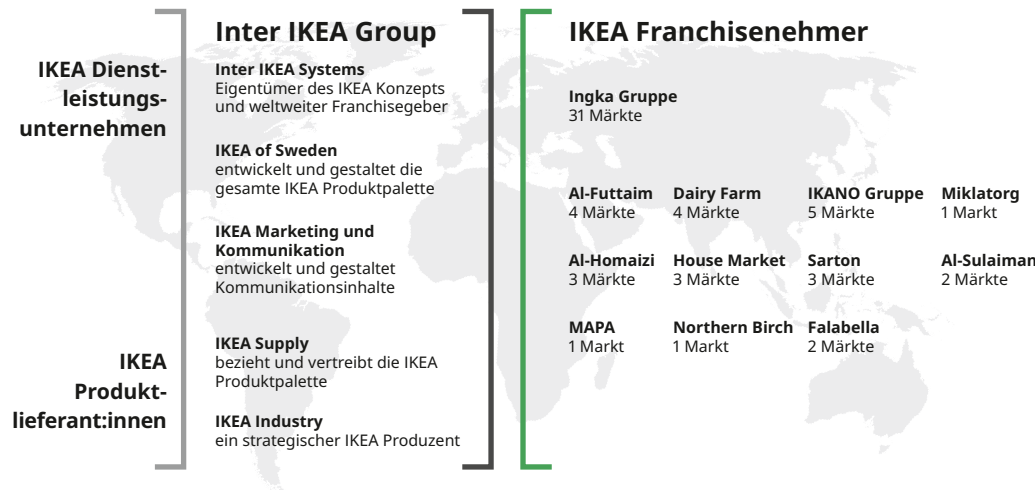 IKEA Dienst-
leistungs-
unternehmen
IKEA
Produkt-
lieferant:innen
Inter IKEA Group
Inter IKEA Systems
Eigentümer des IKEA Konzepts
und weltweiter Franchisegeber
IKEA of Sweden
entwickelt und gestaltet die
gesamte IKEA Produktpalette
IKEA Marketing und
Kommunikation
entwickelt und gestaltet
Kommunikationsinhalte
IKEA Supply
bezieht und vertreibt die IKEA
Produktpalette
IKEA Industry
ein strategischer IKEA Produzent
IKEA Franchisenehmer
Ingka Gruppe
31 Märkte
Al-Futtaim
4 Märkte
Dairy Farm
4 Märkte
IKANO Gruppe
5 Märkte
Miklatorg
1 Markt
Al-Homaizi
3 Märkte
House Market
3 Märkte
Sarton
3 Märkte
Al-Sulaiman
2 Märkte
MAPA
1 Markt
Northern Birch
1 Markt
Falabella
2 Märkte